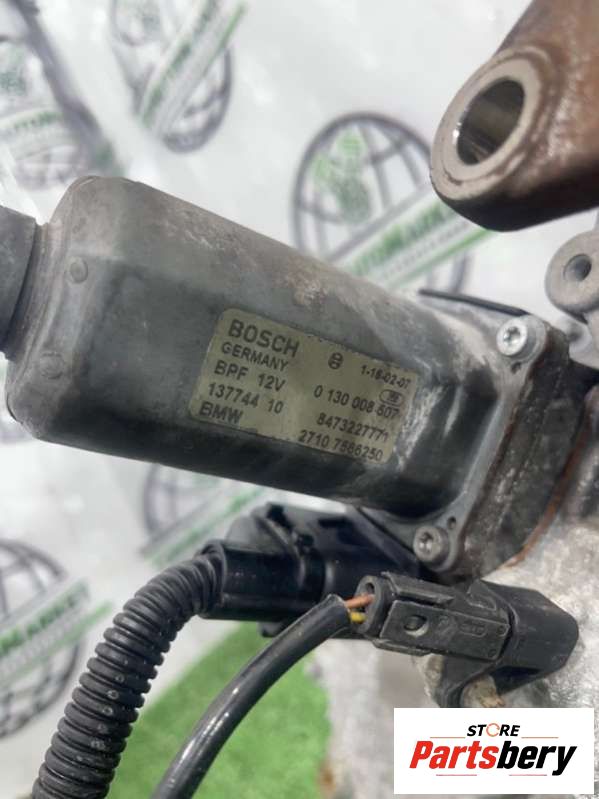 BOSCH
GERMANY
1-18-02-07
BPF 12V
0 130 008 507
137744 10
8473227771
BMW
2710 7566250
STORE
Partsbery